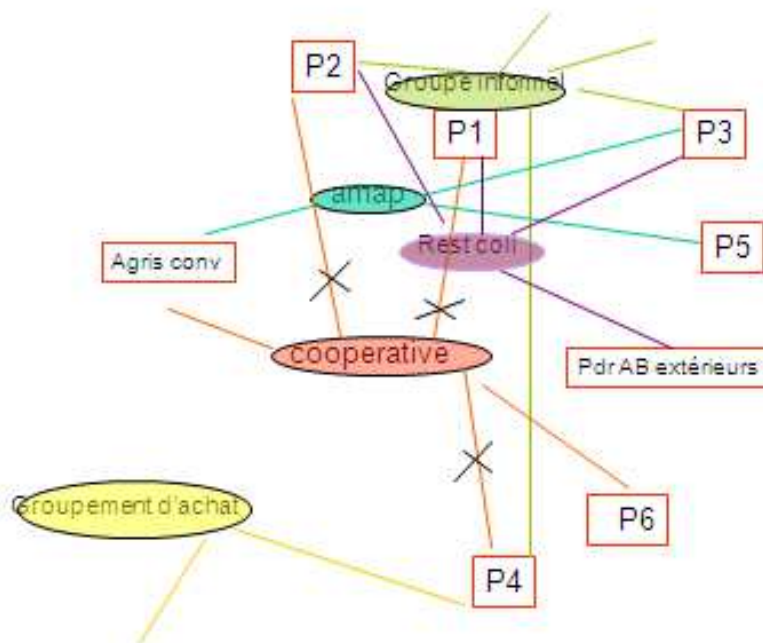 P2
Groupe informel
P1
P3
amap
Rest coll
P5
Agris conv
cooperative
Pdr AB extérieurs
Groupement d'achat
P6
P4